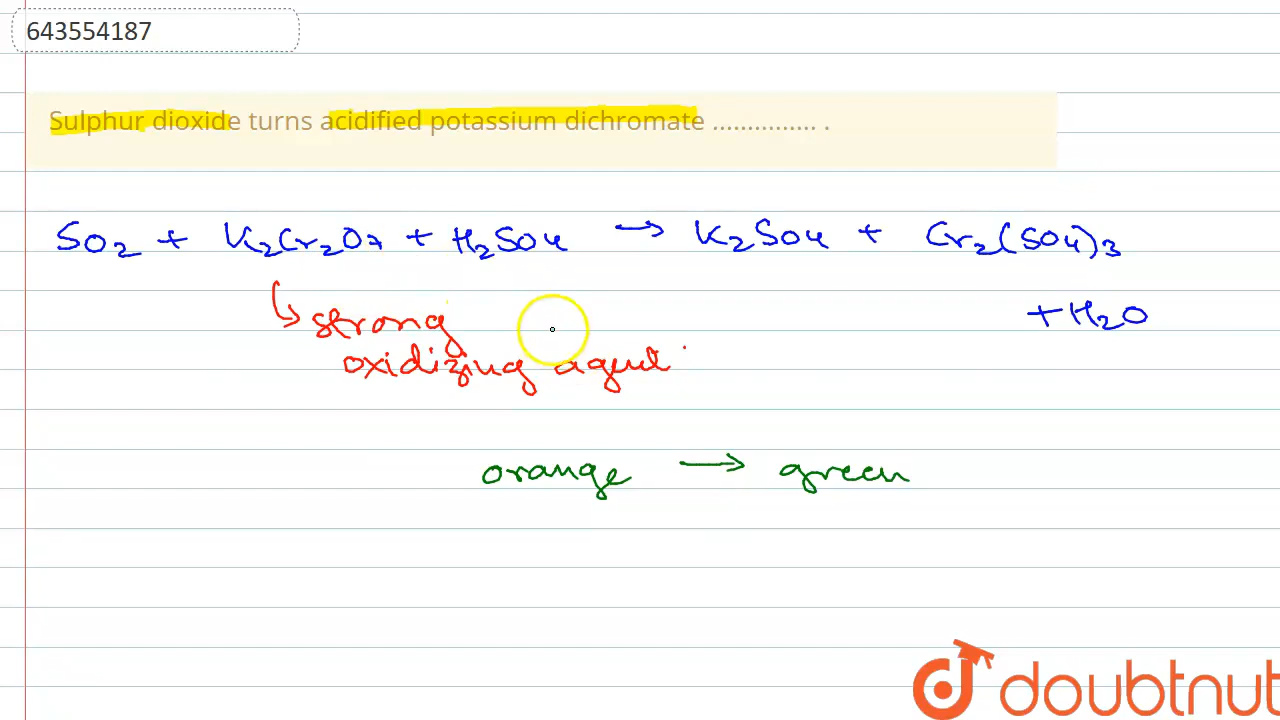 643554187
Sulphur dioxide turns acidified potassium dichromate ............... .
SO2 + K2Cr2O7 + H2SO4 → K2SO4 + Cr2(SO4)3
+ H2O
↳ strong
oxidizing agent
orange → green
doubtnut